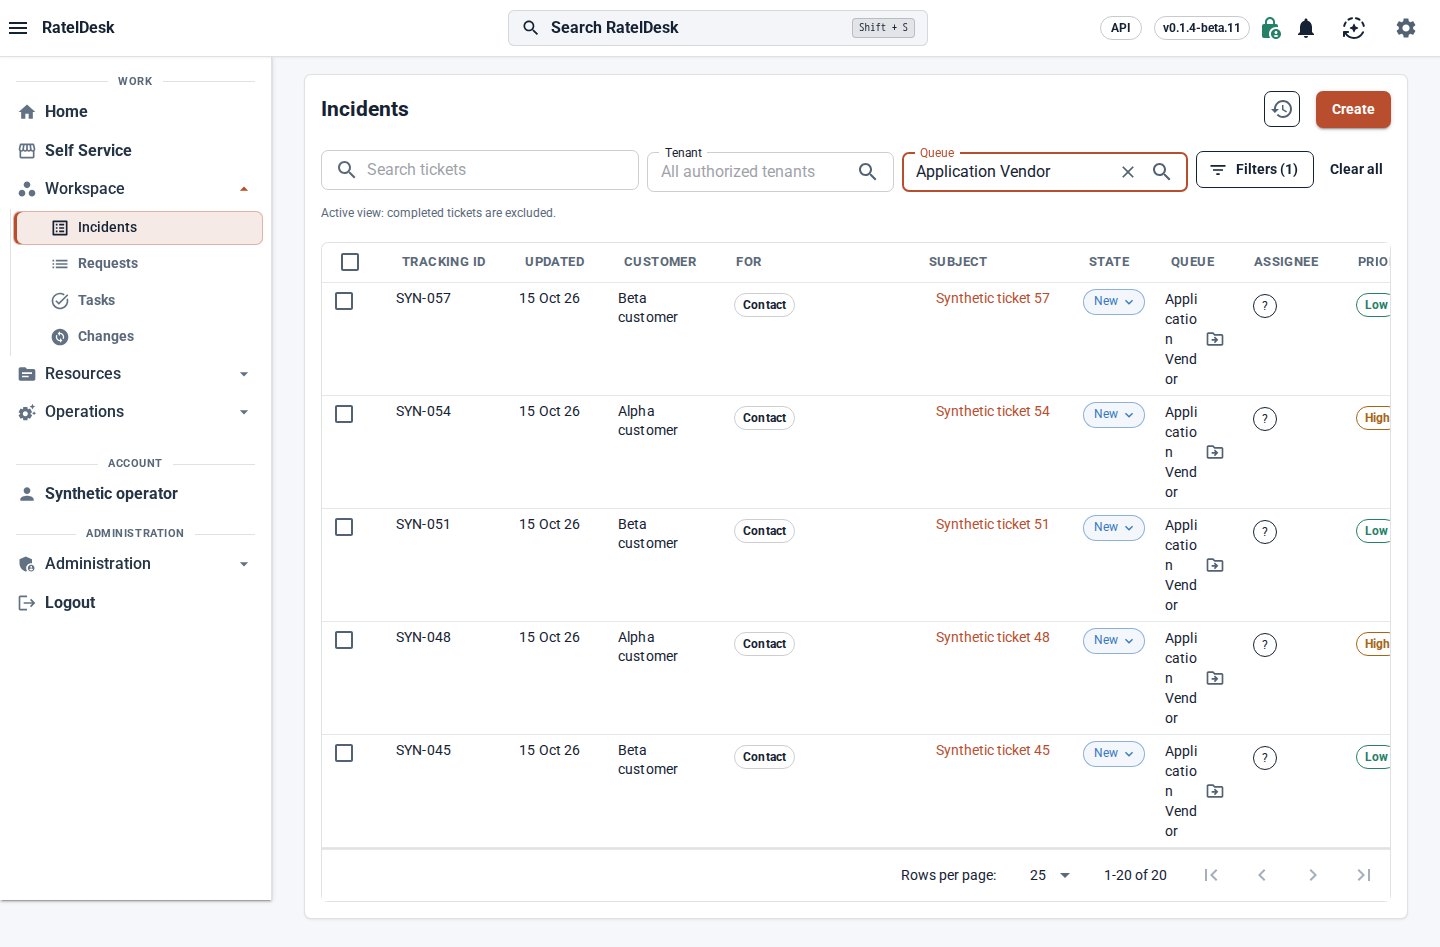 RatelDesk
Search RatelDesk
Shift + S
API
v0.1.4-beta.11
WORK
Home
Self Service
Workspace
Incidents
Requests
Tasks
Changes
Resources
Operations
ACCOUNT
Synthetic operator
ADMINISTRATION
Administration
Logout
Incidents
Create
Search tickets
Tenant
All authorized tenants
Queue
Application Vendor
Filters (1)
Clear all
Active view: completed tickets are excluded.
TRACKING ID UPDATED CUSTOMER FOR SUBJECT STATE QUEUE ASSIGNEE PRIO
SYN-057 15 Oct 26 Beta customer Contact Synthetic ticket 57 New Appli
catio
n
Vend
or
? Low
SYN-054 15 Oct 26 Alpha customer Contact Synthetic ticket 54 New Appli
catio
n
Vend
or
? High
SYN-051 15 Oct 26 Beta customer Contact Synthetic ticket 51 New Appli
catio
n
Vend
or
? Low
SYN-048 15 Oct 26 Alpha customer Contact Synthetic ticket 48 New Appli
catio
n
Vend
or
? High
SYN-045 15 Oct 26 Beta customer Contact Synthetic ticket 45 New Appli
catio
n
Vend
or
? Low
Rows per page: 25 1-20 of 20